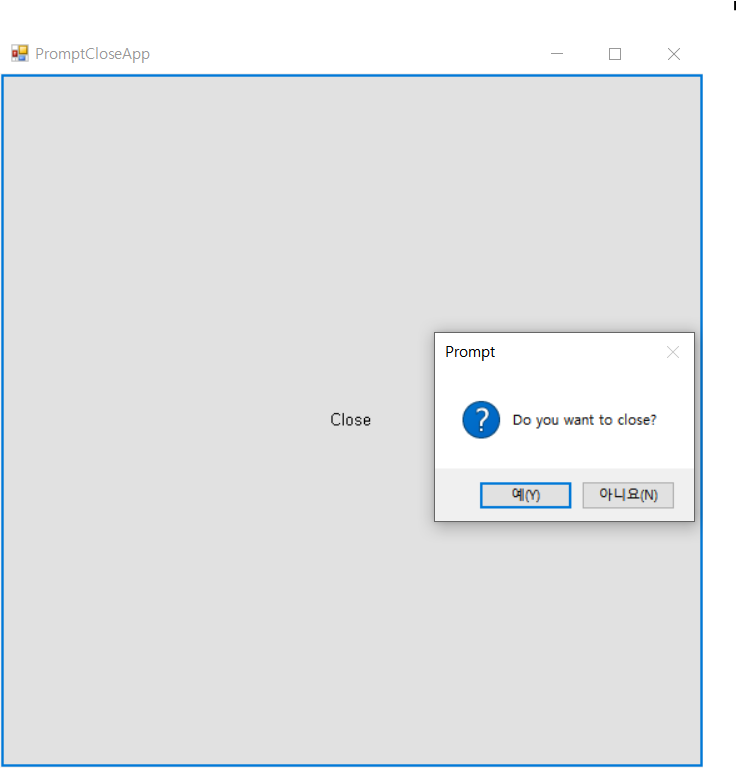 PromptCloseApp
Close
Prompt
Do you want to close?
예(Y)
아니요(N)